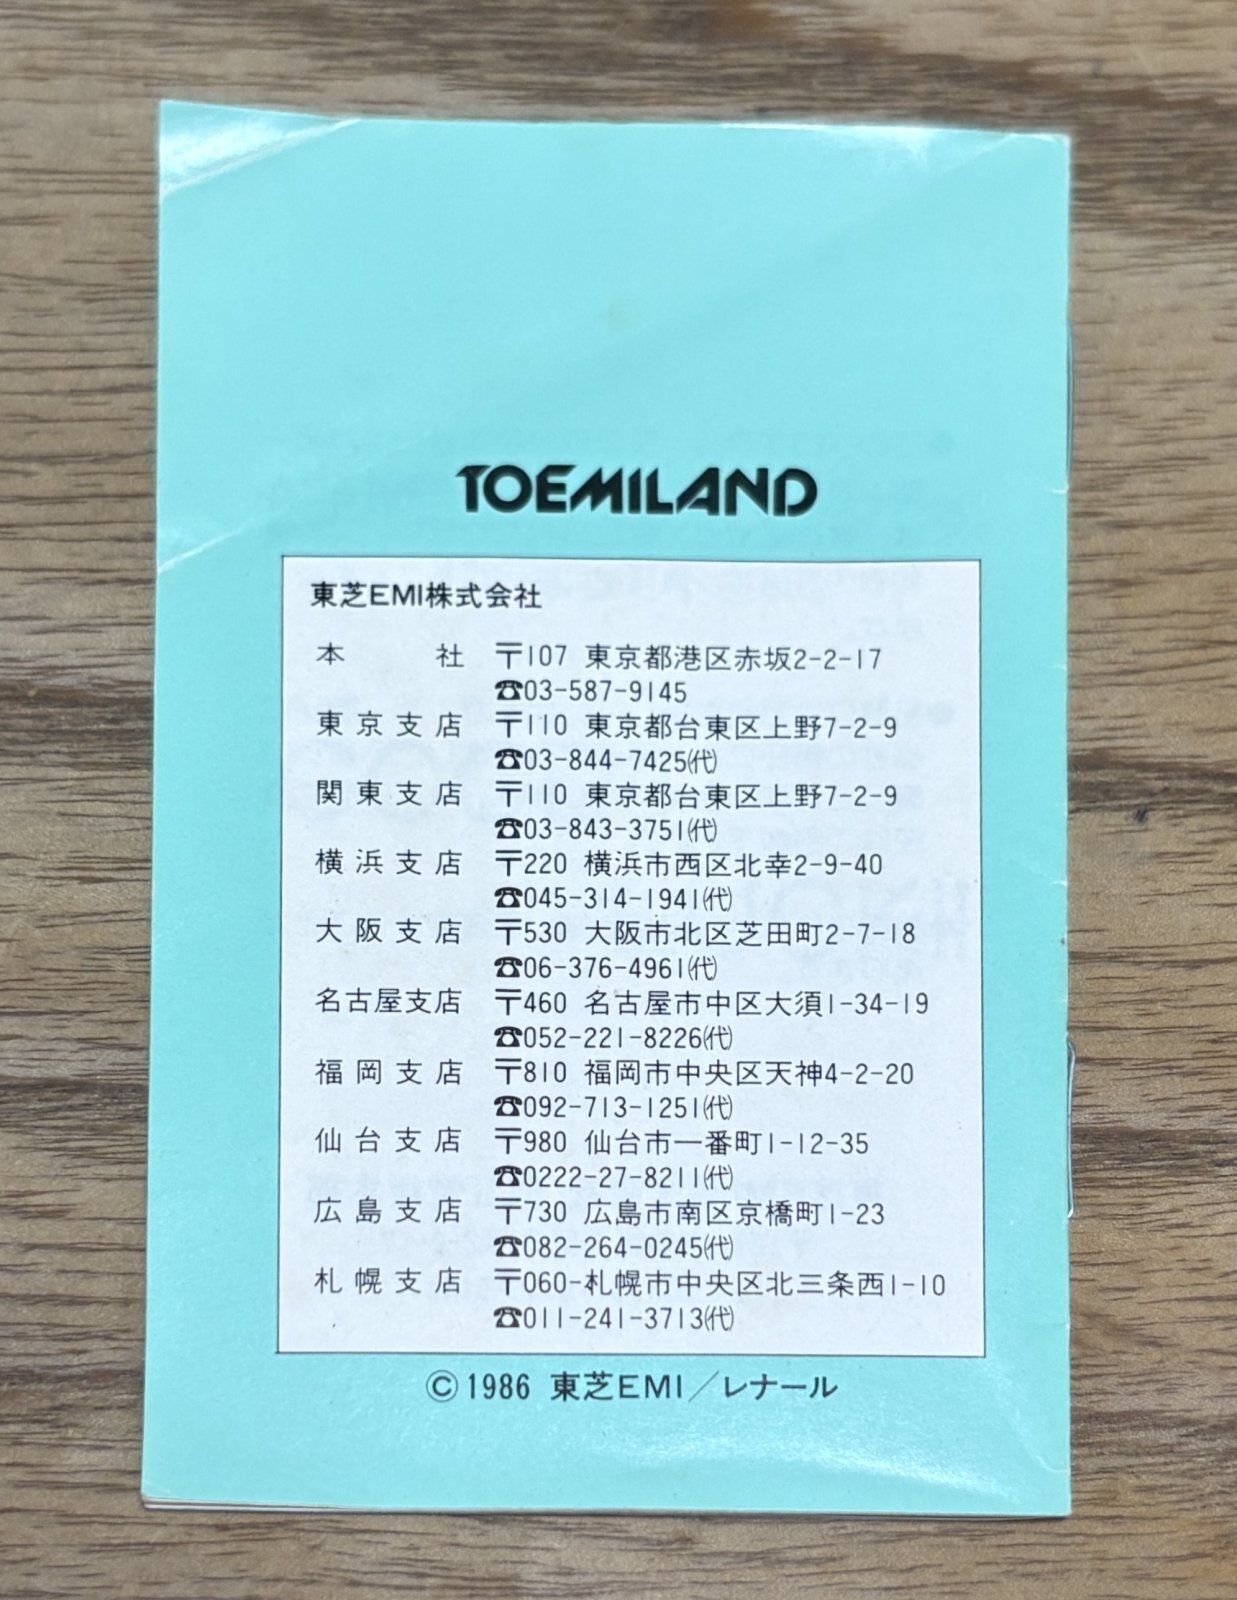 TOEMILAND
東芝EMI株式会社
本社 〒107 東京都港区赤坂2-2-17
☎03-587-9145
東京支店 〒110 東京都台東区上野7-2-9
☎03-844-7425㈹
関東支店 〒110 東京都台東区上野7-2-9
☎03-843-3751㈹
横浜支店 〒220 横浜市西区北幸2-9-40
☎045-314-1941㈹
大阪支店 〒530 大阪市北区芝田町2-7-18
☎06-376-4961㈹
名古屋支店 〒460 名古屋市中区大須1-34-19
☎052-221-8226㈹
福岡支店 〒810 福岡市中央区天神4-2-20
☎092-713-1251㈹
仙台支店 〒980 仙台市一番町1-12-35
☎0222-27-8211㈹
広島支店 〒730 広島市南区京橋町1-23
☎082-264-0245㈹
札幌支店 〒060-札幌市中央区北三条西1-10
☎011-241-3713㈹
©1986 東芝EMI／レナール